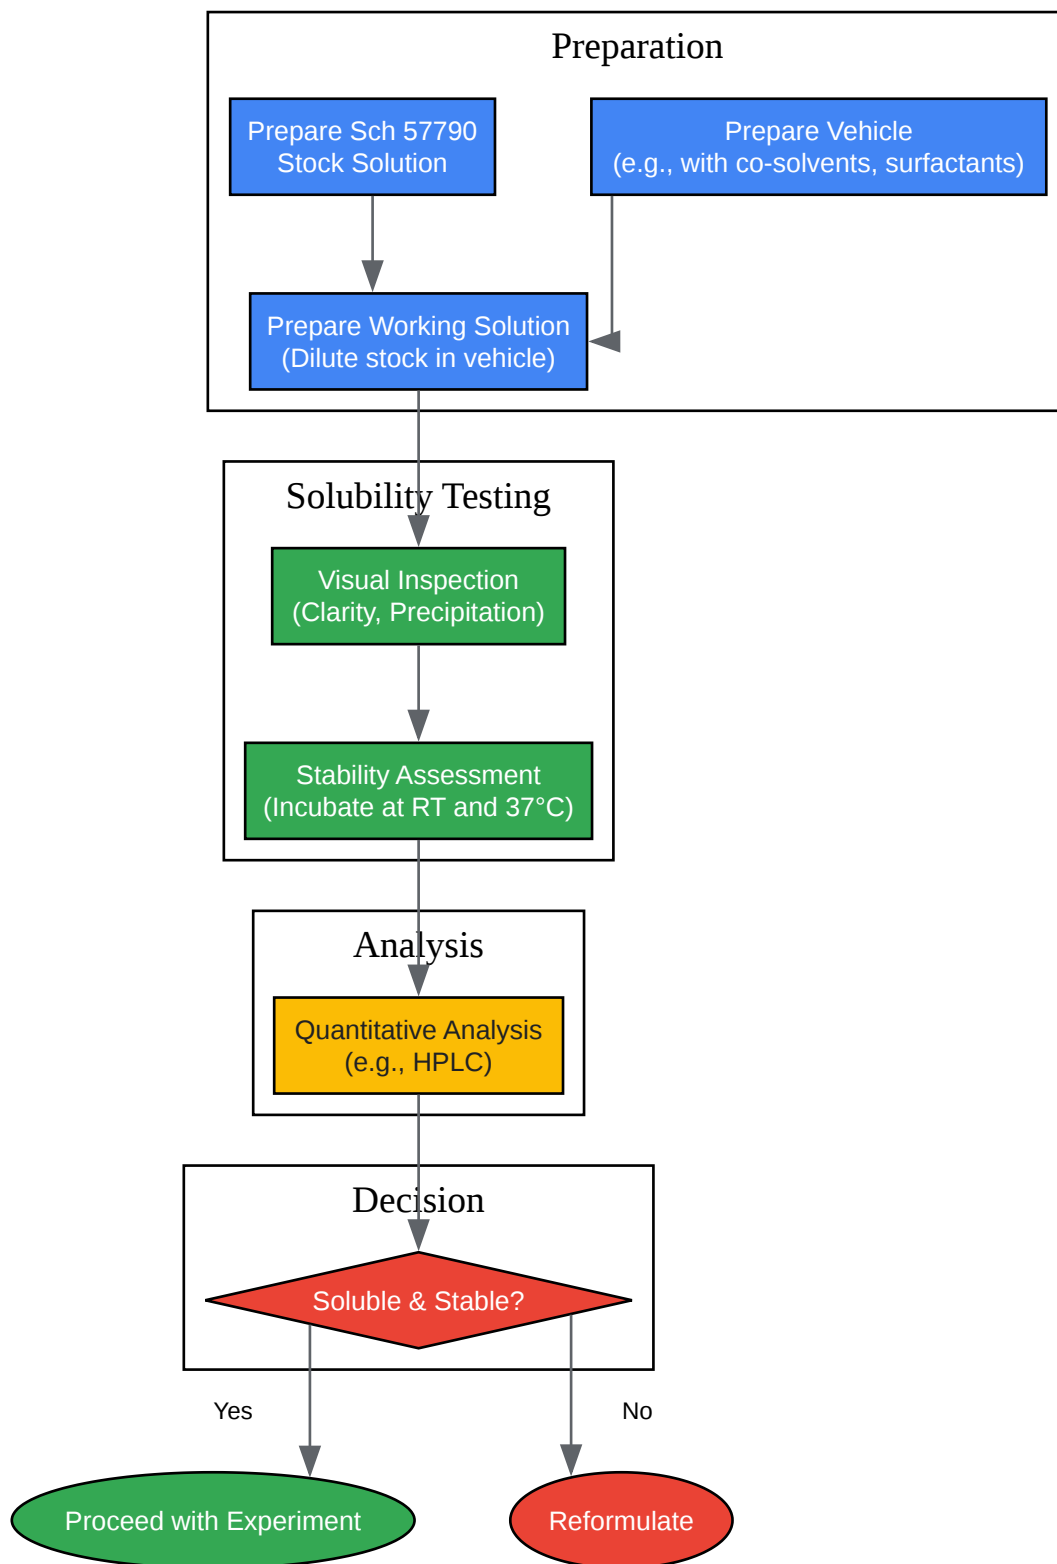 Preparation
Prepare Sch 57790
Stock Solution
Prepare Vehicle
(e.g., with co-solvents, surfactants)
Prepare Working Solution
(Dilute stock in vehicle)
Solubility Testing
Visual Inspection
(Clarity, Precipitation)
Stability Assessment
(Incubate at RT and 37°C)
Analysis
Quantitative Analysis
(e.g., HPLC)
Decision
Soluble & Stable?
Yes
No
Proceed with Experiment
Reformulate